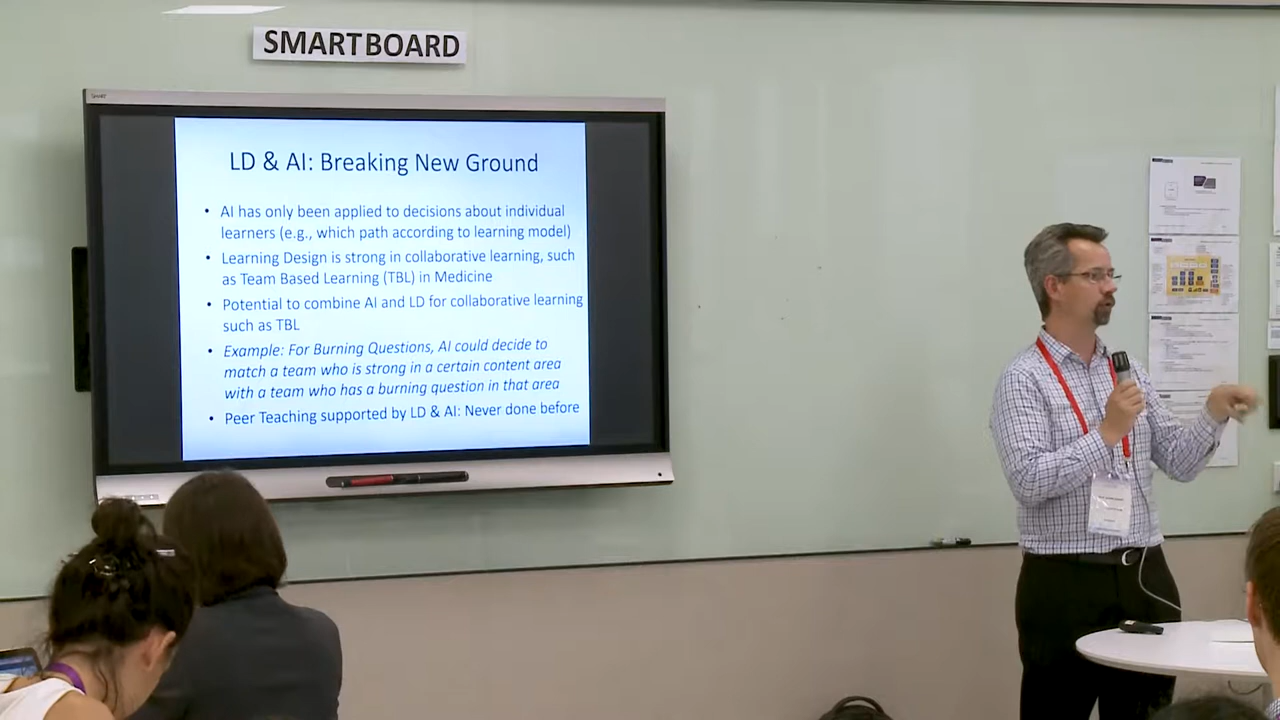 SMARTBOARD
LD & AI: Breaking New Ground
• AI has only been applied to decisions about individual
learners (e.g., which path according to learning model)
• Learning Design is strong in collaborative learning, such
as Team Based Learning (TBL) in Medicine
• Potential to combine AI and LD for collaborative learning
such as TBL
• Example: For Burning Questions, AI could decide to
match a team who is strong in a certain content area
with a team who has a burning question in that area
• Peer Teaching supported by LD & AI: Never done before